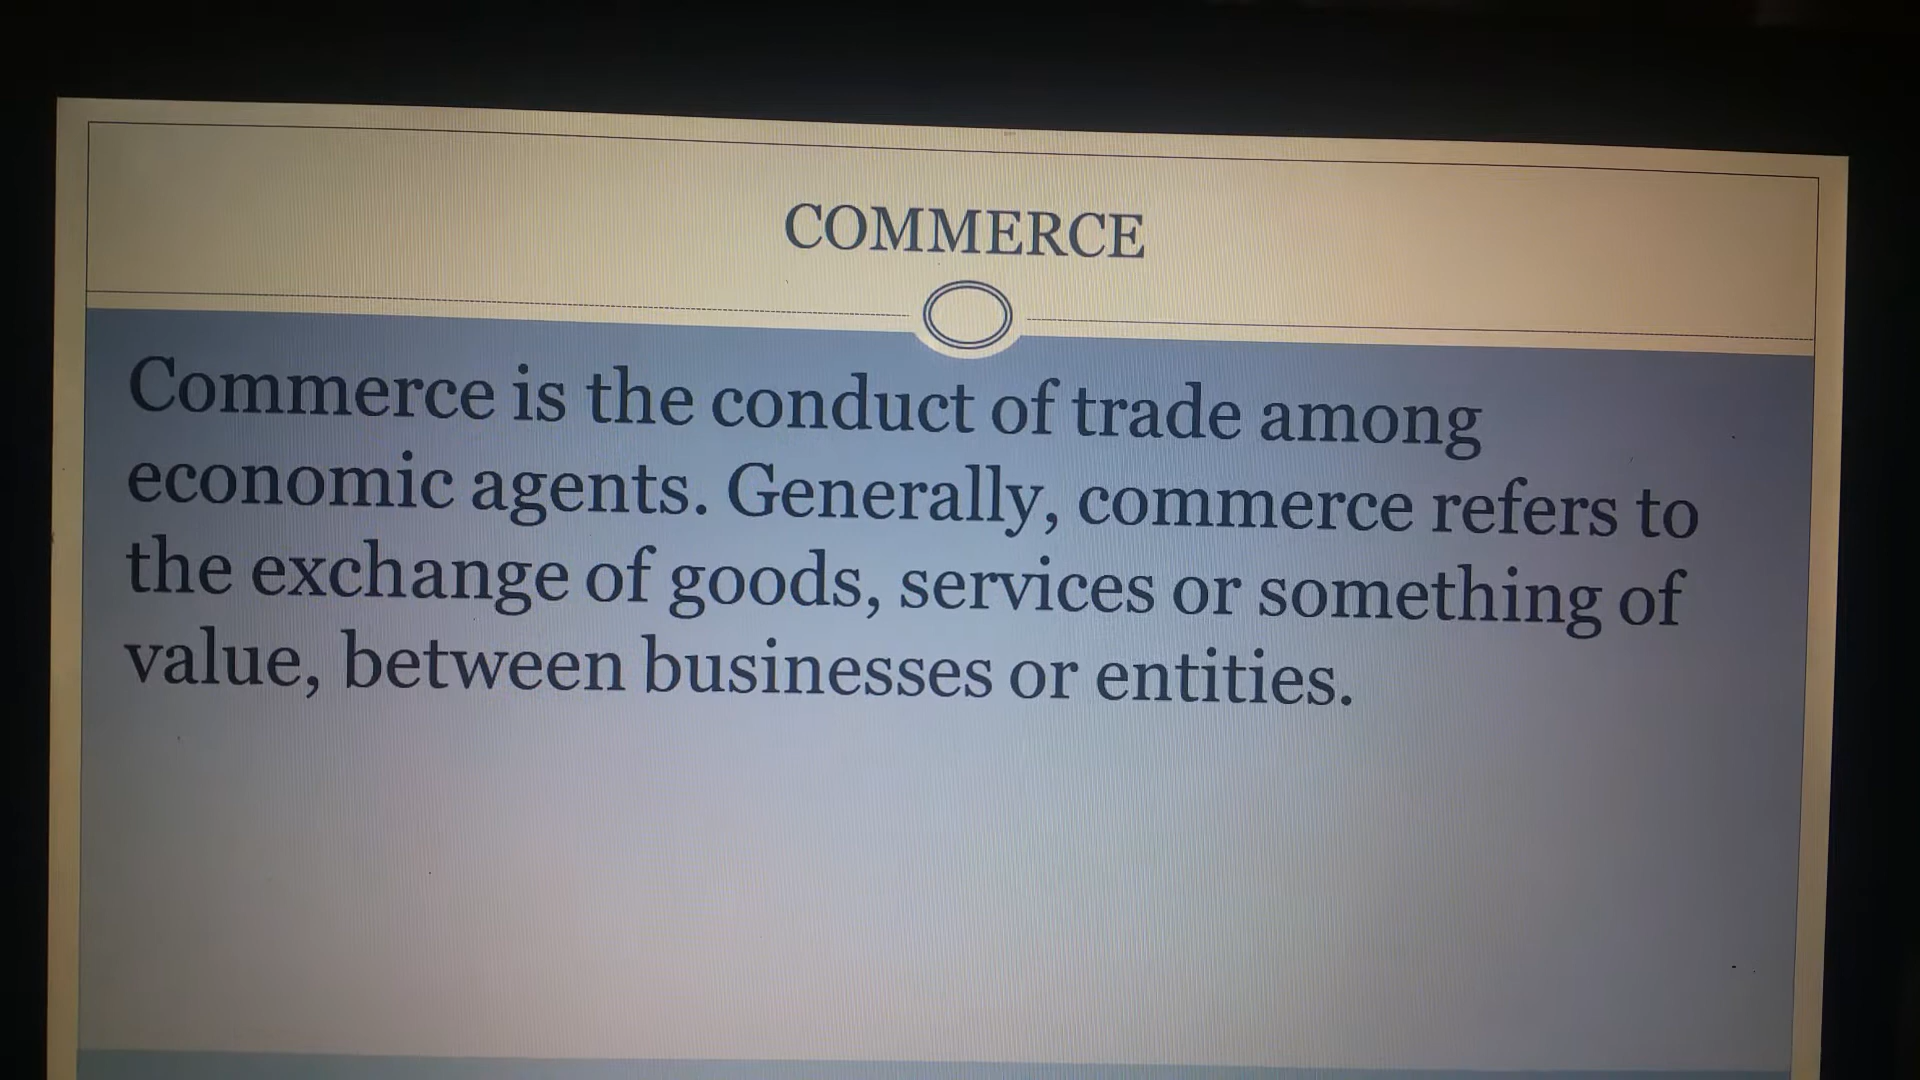 COMMERCE
Commerce is the conduct of trade among
economic agents. Generally, commerce refers to
the exchange of goods, services or something of
value, between businesses or entities.